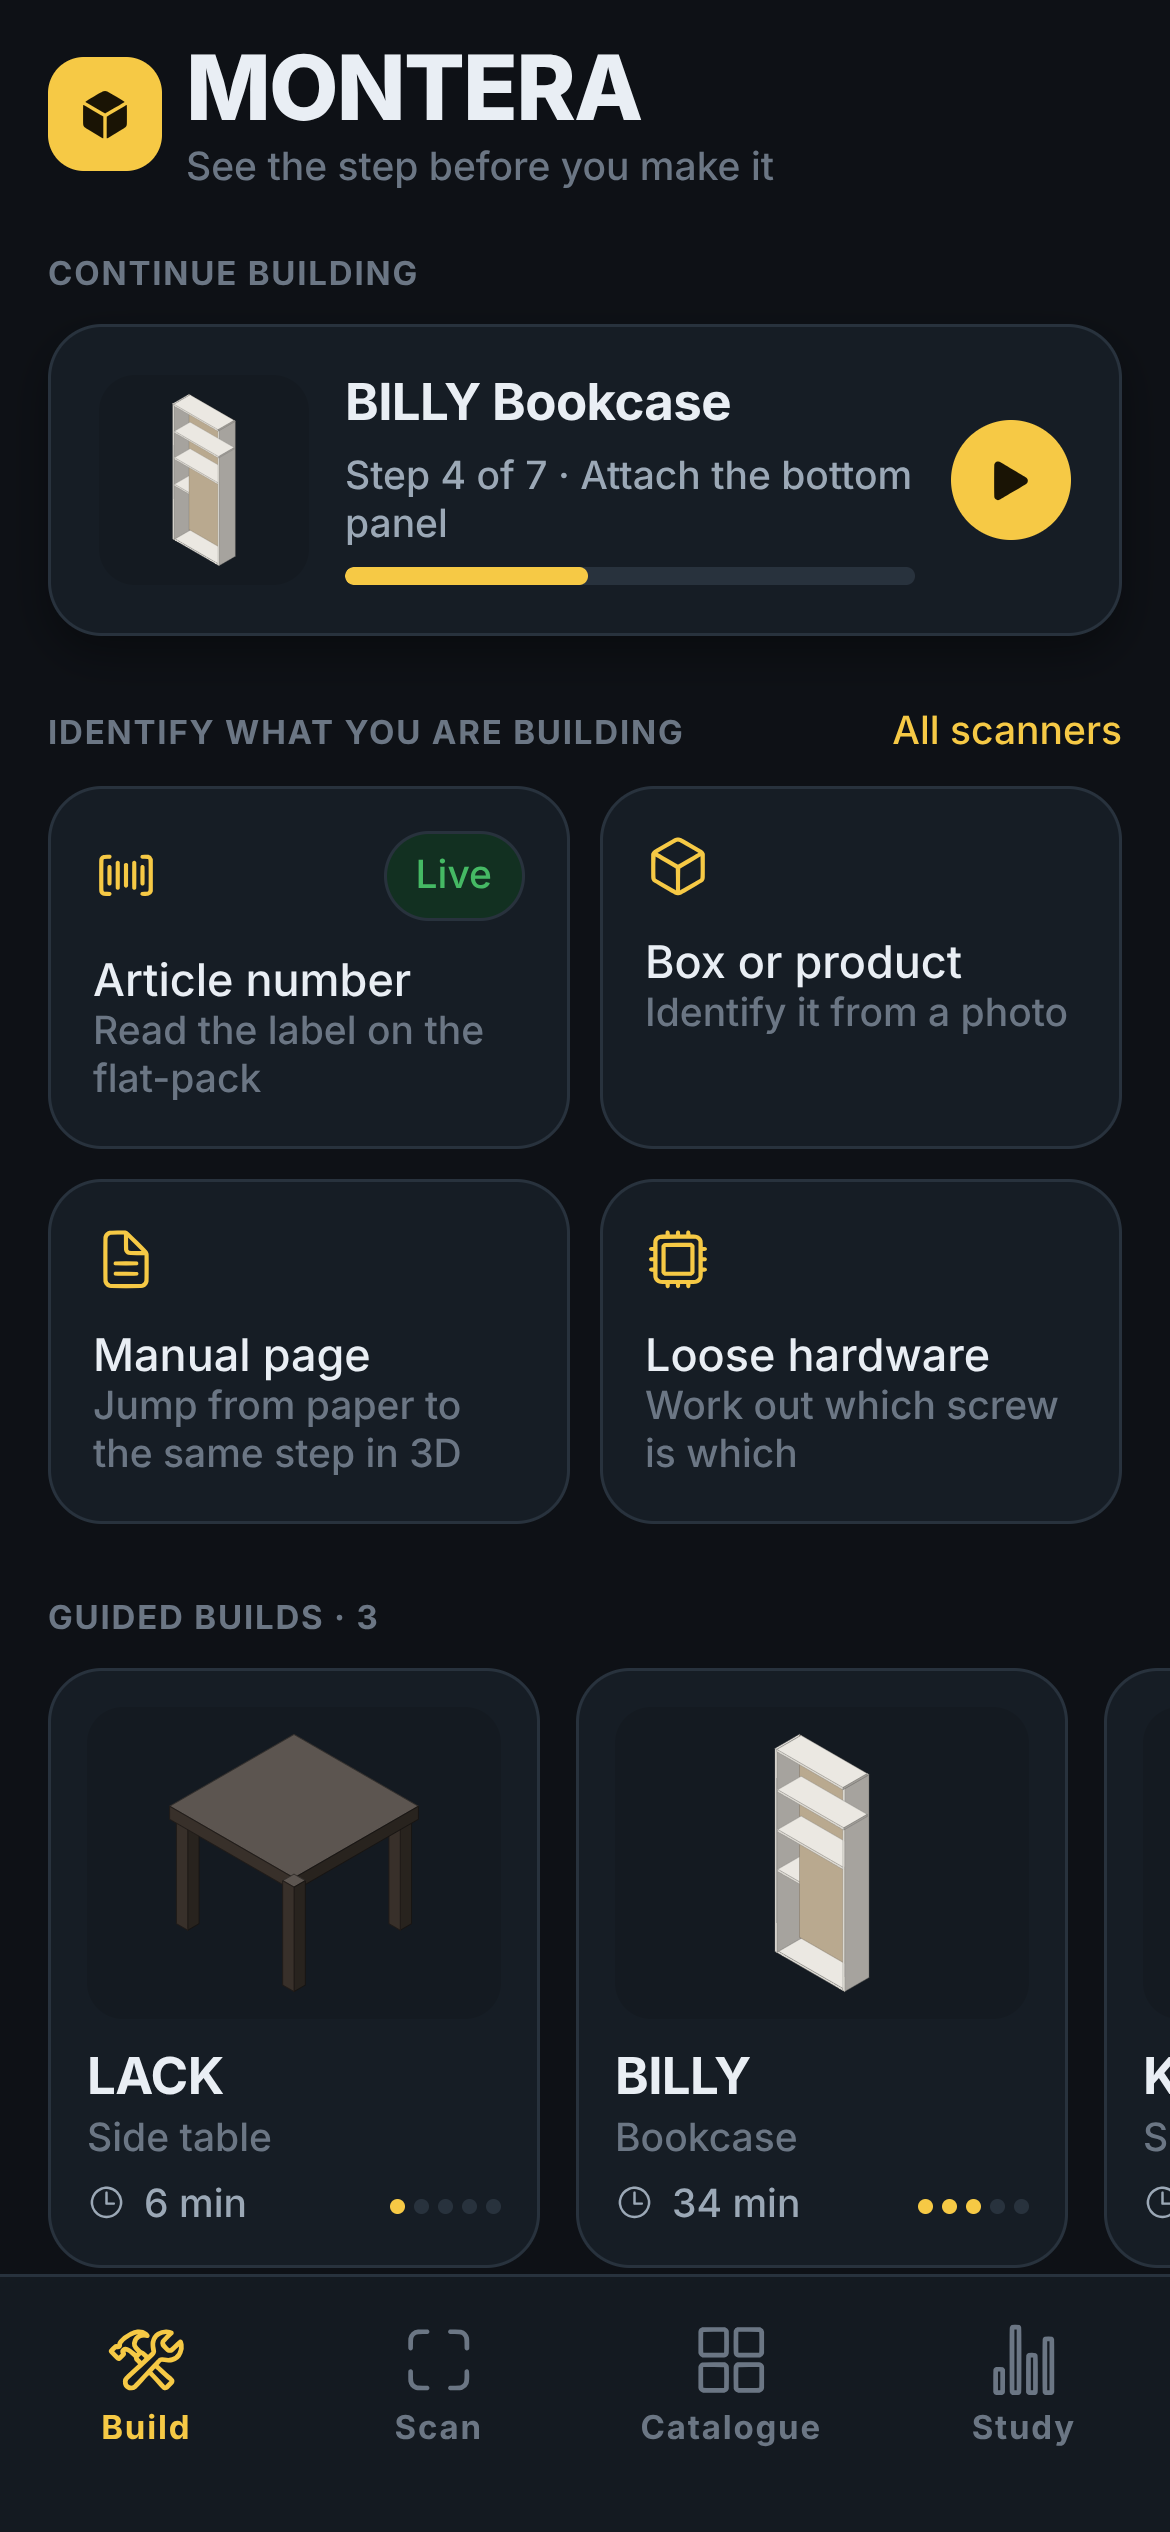 MONTERA
See the step before you make it
CONTINUE BUILDING
BILLY Bookcase
Step 4 of 7 · Attach the bottom
panel
IDENTIFY WHAT YOU ARE BUILDING
All scanners
Live
Article number
Read the label on the
flat-pack
Box or product
Identify it from a photo
Manual page
Jump from paper to
the same step in 3D
Loose hardware
Work out which screw
is which
GUIDED BUILDS · 3
LACK
Side table
6 min
BILLY
Bookcase
34 min
K
S
Build
Scan
Catalogue
Study